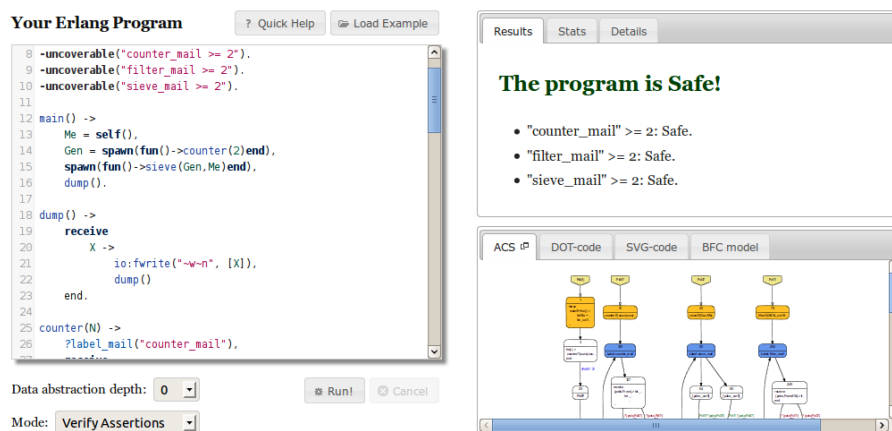 Your Erlang Program
? Quick Help
Load Example
8 -uncoverable("counter_mail >= 2").
9 -uncoverable("filter_mail >= 2").
10 -uncoverable("sieve_mail >= 2").
11
12 main() ->
13 Me = self(),
14 Gen = spawn(fun()->counter(2)end),
15 spawn(fun()->sieve(Gen,Me)end),
16 dump().
17
18 dump() ->
19 receive
20 X ->
21 io:fwrite("~w~n", [X]),
22 dump()
23 end.
24
25 counter(N) ->
26 ?label_mail("counter_mail"),
Data abstraction depth: 0
Run!
Cancel
Mode: Verify Assertions
Results Stats Details
The program is Safe!
• "counter_mail" >= 2: Safe.
• "filter_mail" >= 2: Safe.
• "sieve_mail" >= 2: Safe.
ACS DOT-code SVG-code BFC model